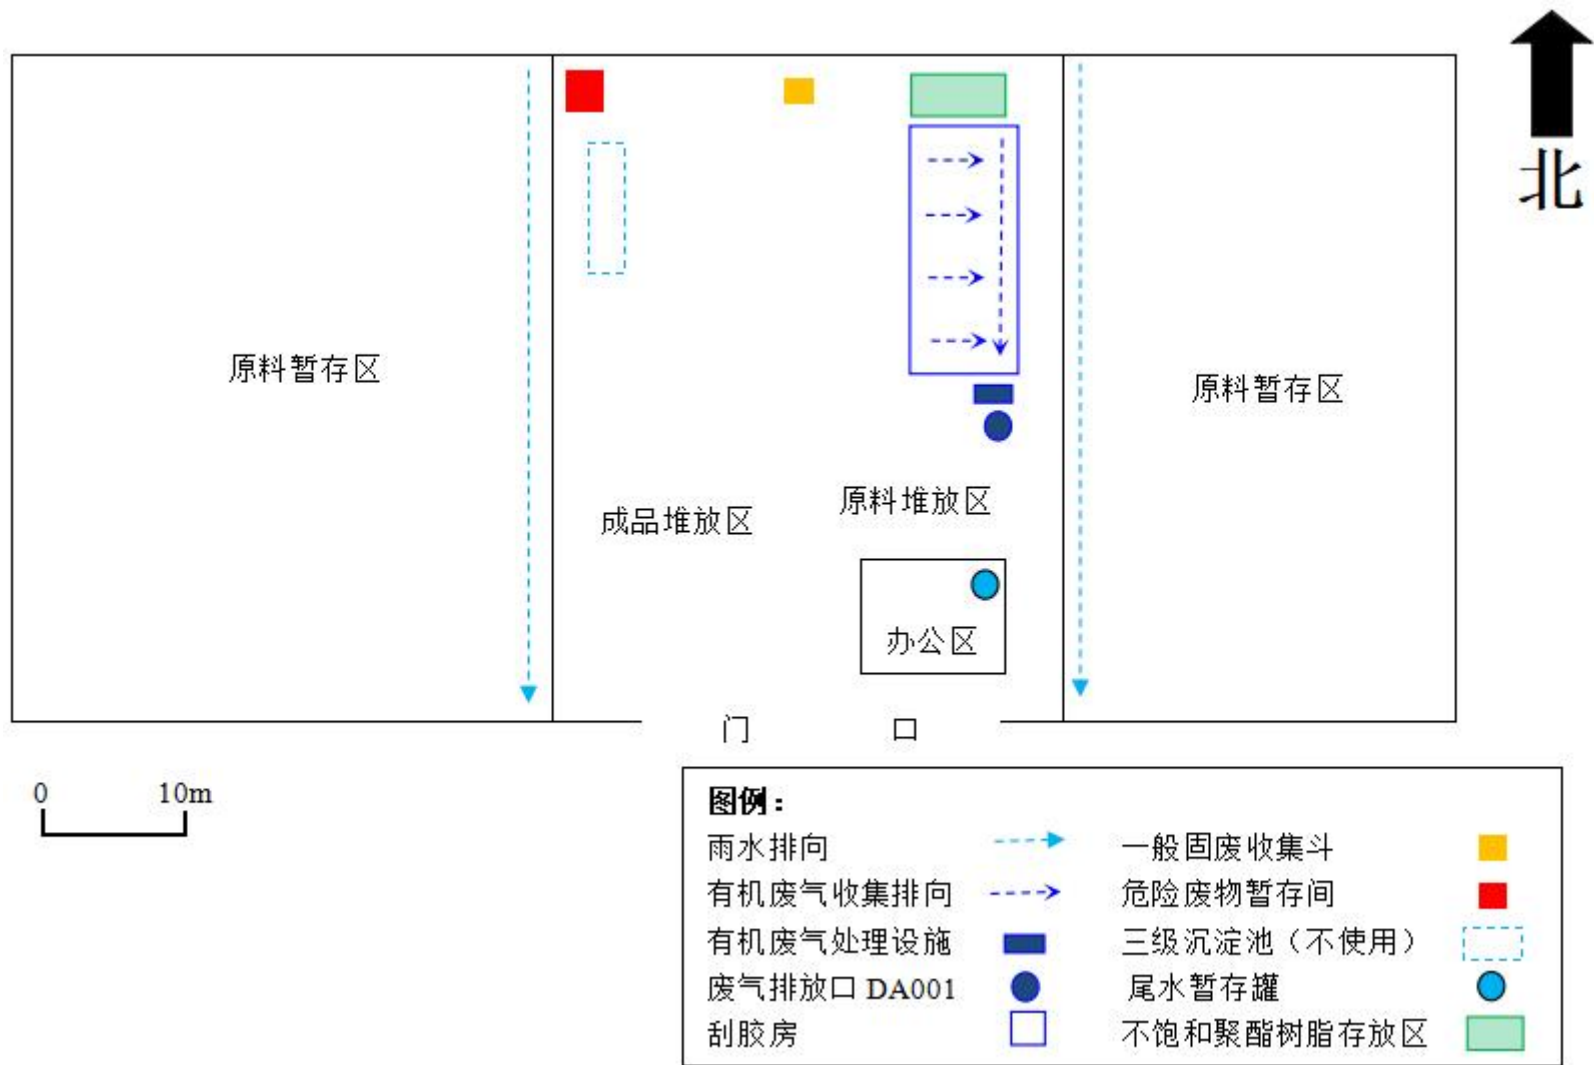 北
原料暂存区
原料暂存区
原料堆放区
成品堆放区
办公区
门 口
0 10m
图例：
雨水排向 一般固废收集斗
有机废气收集排向 危险废物暂存间
有机废气处理设施 三级沉淀池（不使用）
废气排放口 DA001 尾水暂存罐
刮胶房 不饱和聚酯树脂存放区